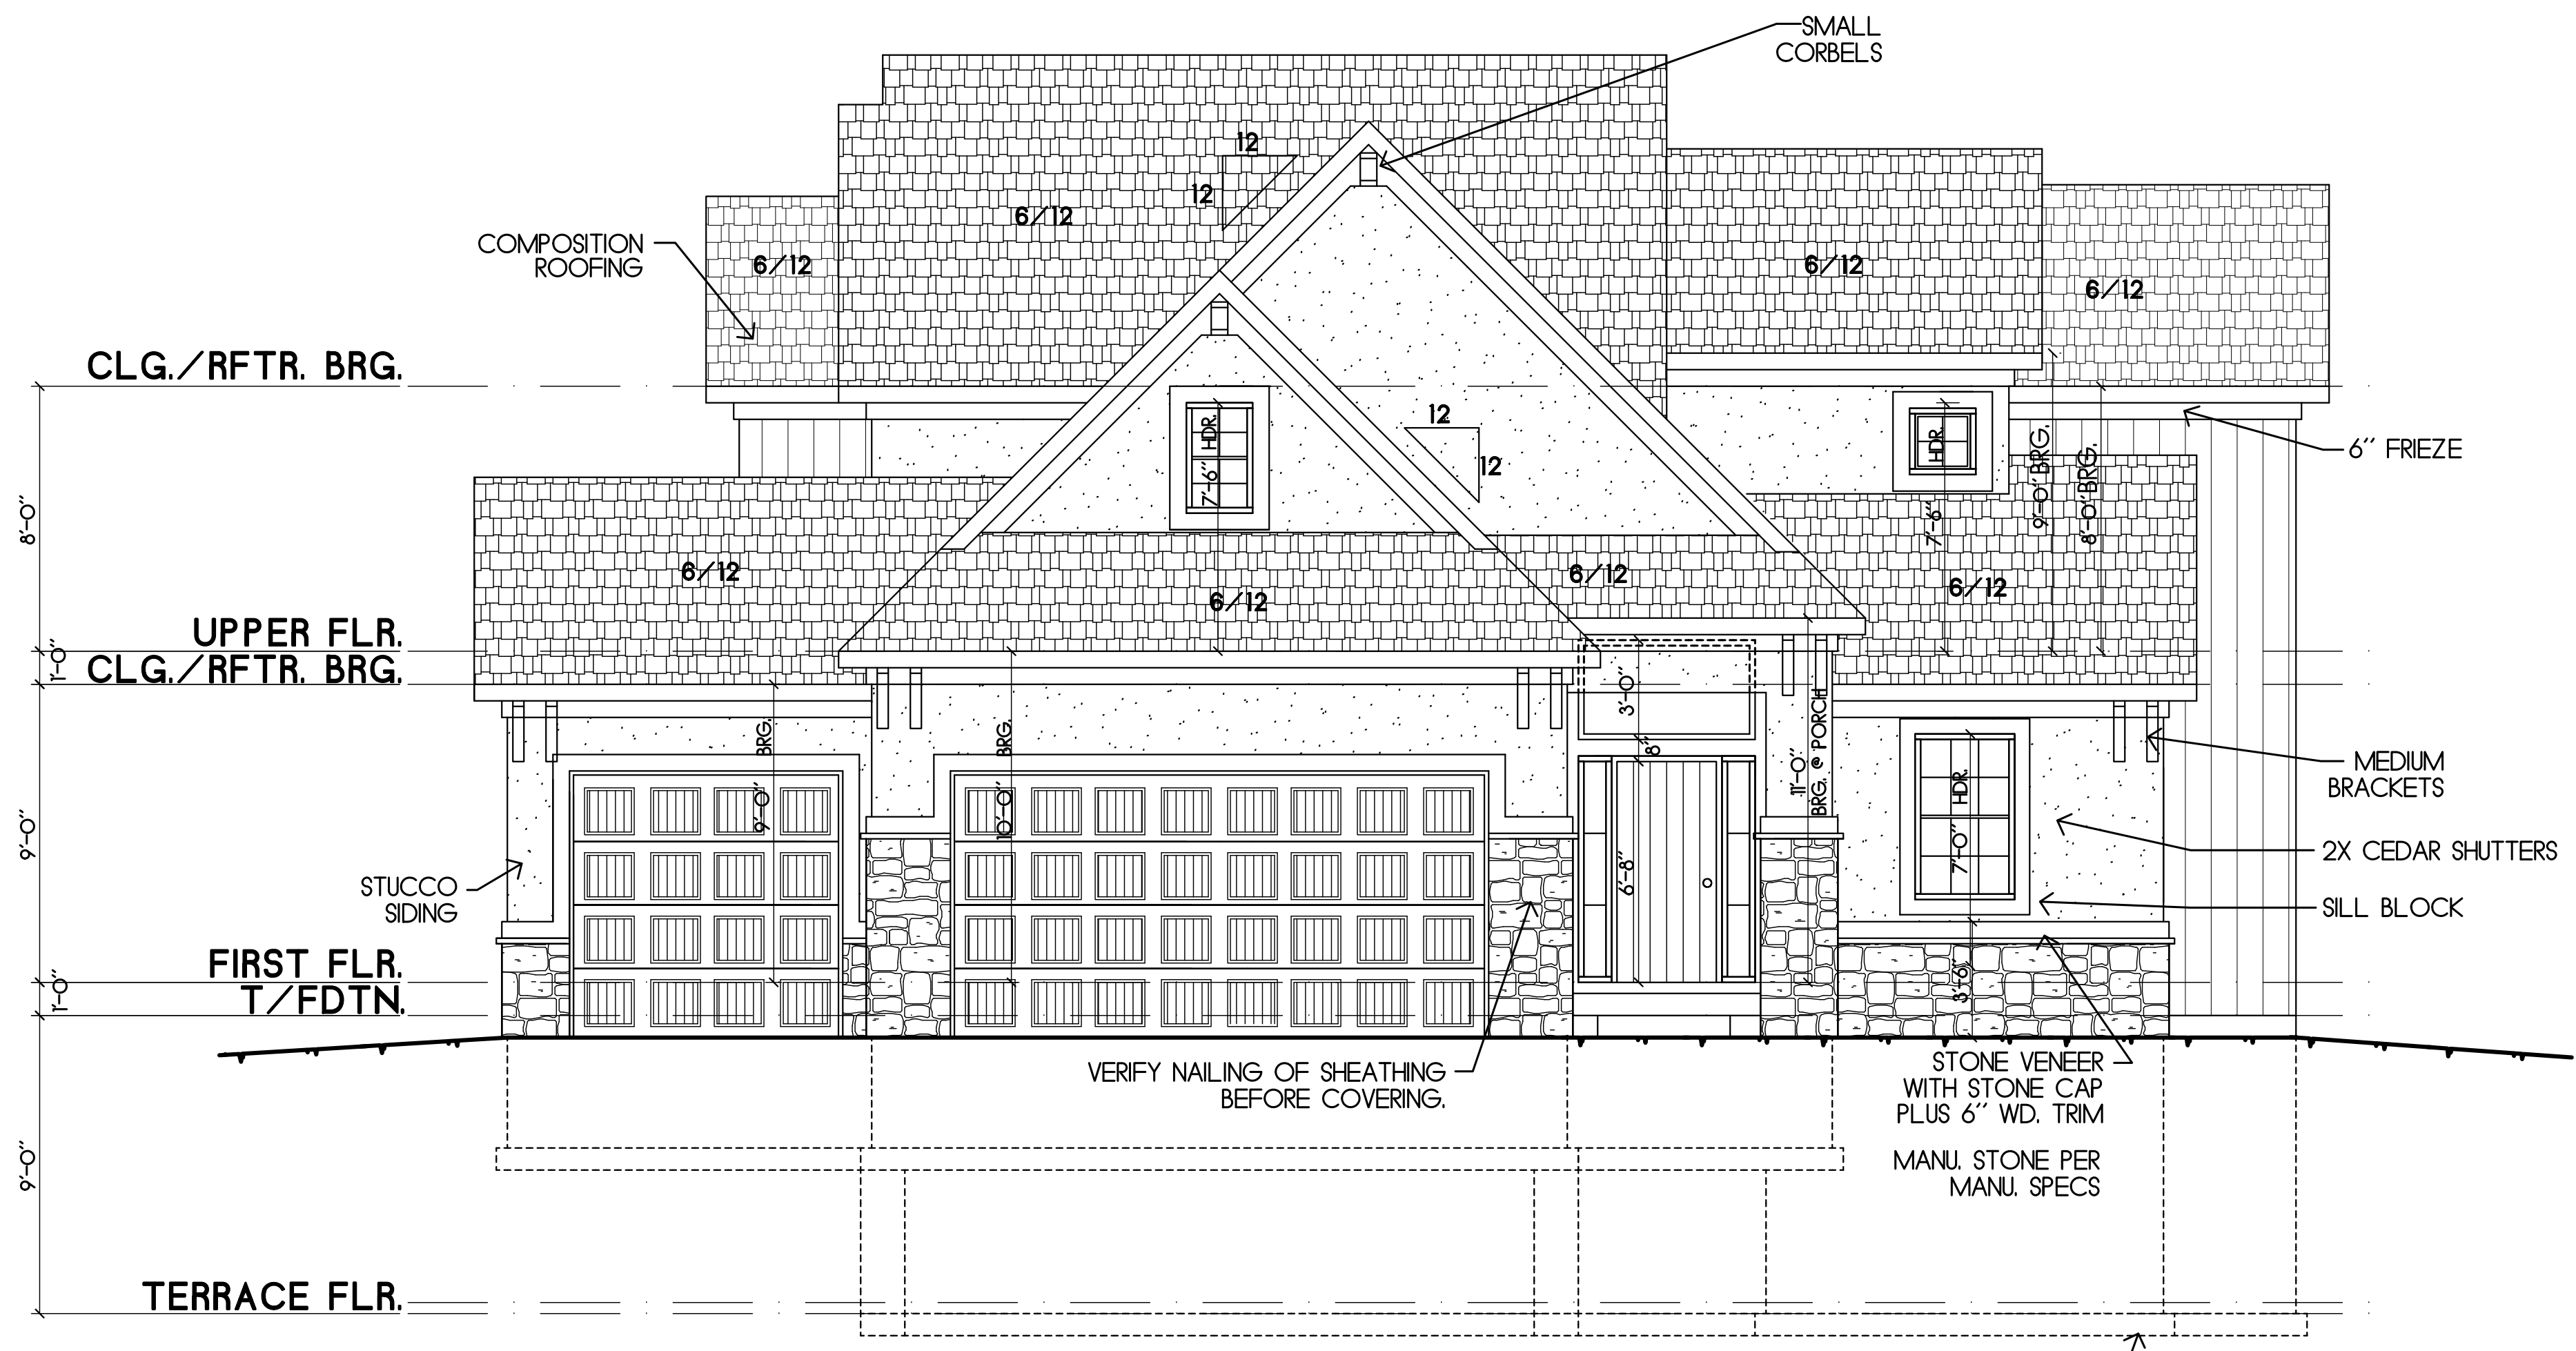 SMALL
CORBELS
12
12
6/12
COMPOSITION
ROOFING
6/12
6/12
6/12
CLG./RFTR. BRG.
12
12
HDR.
7'-6"
HDR.
7'-6"
9'-0" BRG.
8'-0" BRG.
6" FRIEZE
8'-0"
6/12
6/12
6/12
6/12
UPPER FLR.
1'-0"
CLG./RFTR. BRG.
3'-0"
8"
BRG.
9'-0"
BRG.
10'-0"
11'-0"
BRG. @ PORCH
MEDIUM
BRACKETS
9'-0"
HDR.
7'-0"
2X CEDAR SHUTTERS
6'-8"
STUCCO
SIDING
SILL BLOCK
FIRST FLR.
1'-0"
T/FDTN.
3'-6"
VERIFY NAILING OF SHEATHING
BEFORE COVERING.
STONE VENEER
WITH STONE CAP
PLUS 6" WD. TRIM
MANU. STONE PER
MANU. SPECS
9'-0"
TERRACE FLR.